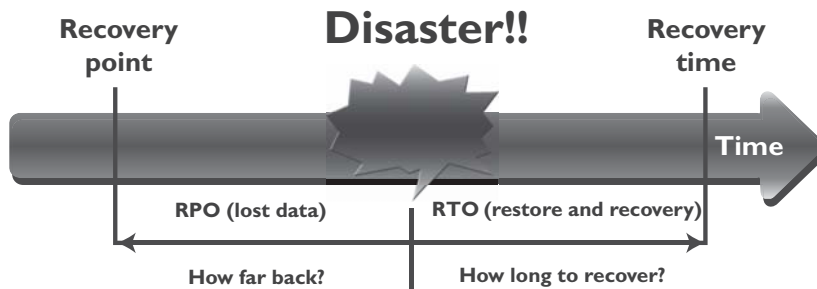 Disaster!!
Recovery
point
Recovery
time
Time
RPO (lost data)
RTO (restore and recovery)
How far back?
How long to recover?